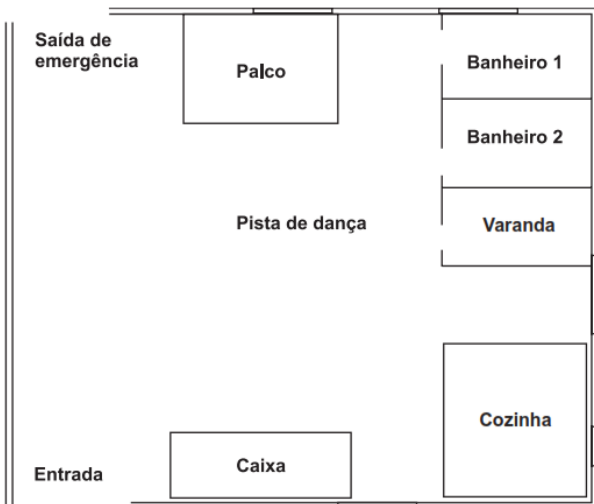 Saída de
emergência
Palco
Banheiro 1
Banheiro 2
Pista de dança
Varanda
Cozinha
Entrada
Caixa